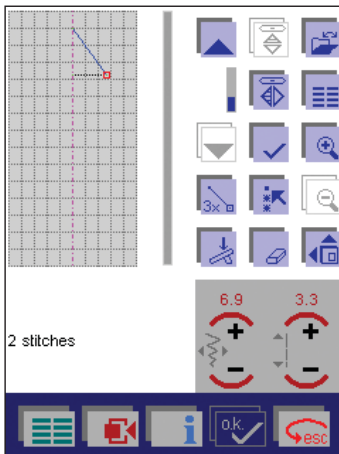 3x
6.9 3.3
2 stitches
o.k.
esc